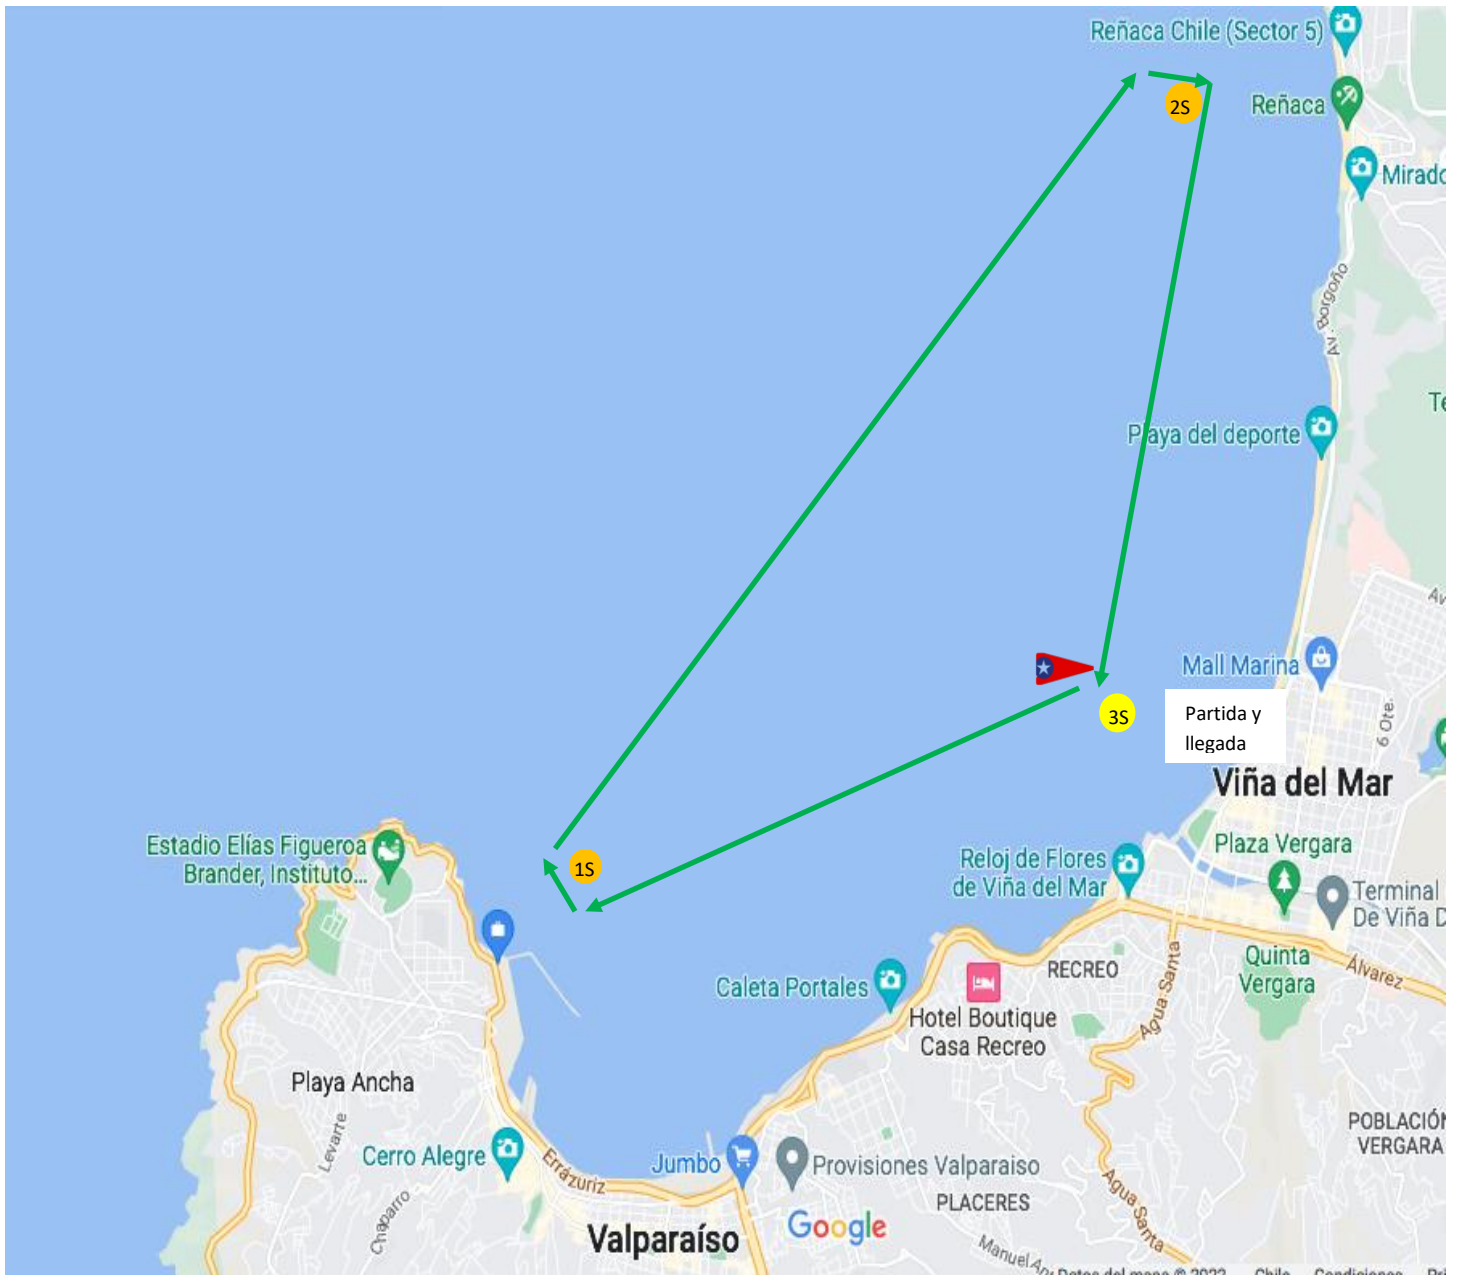 Reñaca Chile (Sector 5)
Reñaca
2S
Mirado
Av. Borgoño
Playa del deporte
Mall Marina
3S
Partida y
llegada
6 Ote.
Viña del Mar
Estadio Elías Figueroa
Brander, Instituto...
1S
Reloj de Flores
de Viña del Mar
Plaza Vergara
Terminal
De Viña D
Caleta Portales
RECREO
Agua Santa
Quinta
Vergara
Álvarez
Hotel Boutique
Casa Recreo
Playa Ancha
Levarte
Cerro Alegre
Chaparro
Errázuriz
Jumbo
Provisiones Valparaiso
PLACERES
Agua Santa
POBLACIÓN
VERGARA
Valparaíso
Google
Manuel